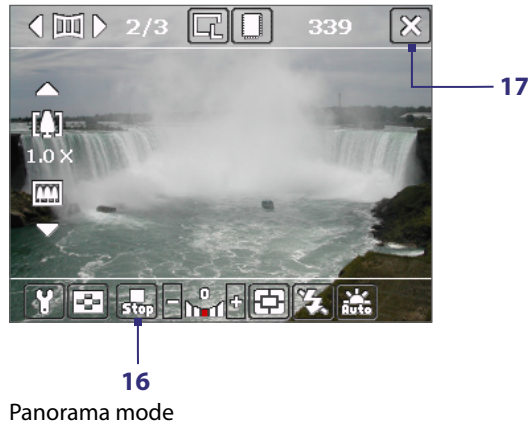 2/3 339
17
1.0 X
0
Stop - + Auto
16
Panorama mode